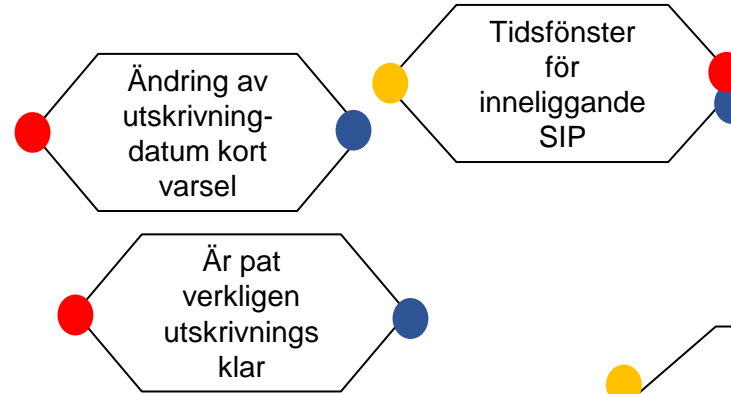 Ändring av
utskrivning-
datum kort
varsel
Tidsfönster
för
inneliggande
SIP
Är pat
verkligen
utskrivnings
klar